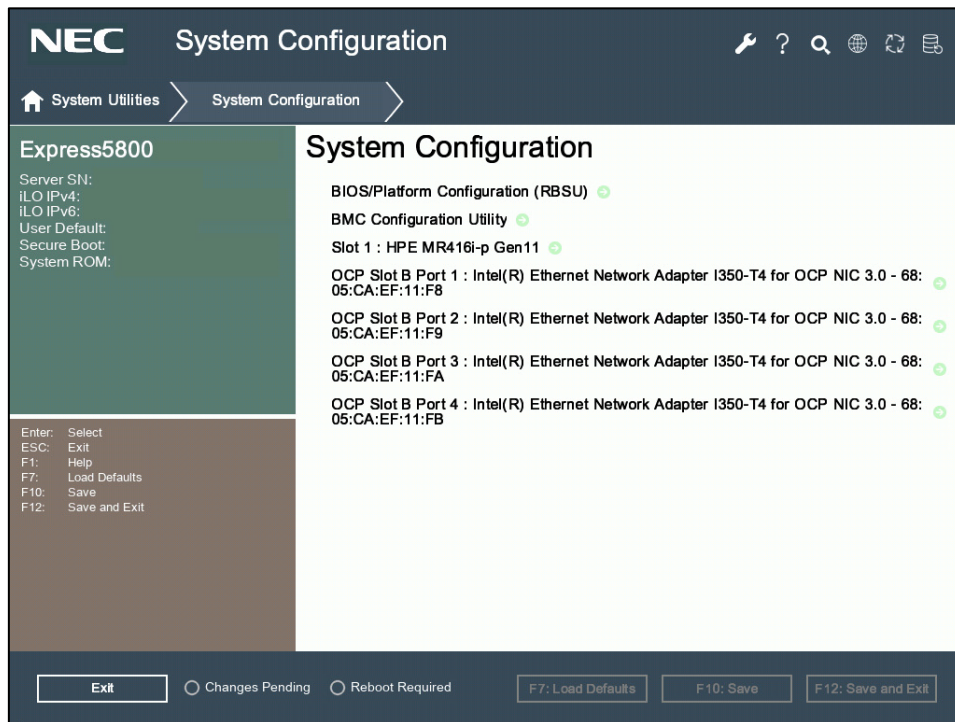 NEC System Configuration
System Utilities
System Configuration
Express5800
Server SN:
iLO IPv4:
iLO IPv6:
User Default:
Secure Boot:
System ROM:
Enter: Select
ESC: Exit
F1: Help
F7: Load Defaults
F10: Save
F12: Save and Exit
System Configuration
BIOS/Platform Configuration (RBSU)
BMC Configuration Utility
Slot 1 : HPE MR416i-p Gen11
OCP Slot B Port 1 : Intel(R) Ethernet Network Adapter I350-T4 for OCP NIC 3.0 - 68:
05:CA:EF:11:F8
OCP Slot B Port 2 : Intel(R) Ethernet Network Adapter I350-T4 for OCP NIC 3.0 - 68:
05:CA:EF:11:F9
OCP Slot B Port 3 : Intel(R) Ethernet Network Adapter I350-T4 for OCP NIC 3.0 - 68:
05:CA:EF:11:FA
OCP Slot B Port 4 : Intel(R) Ethernet Network Adapter I350-T4 for OCP NIC 3.0 - 68:
05:CA:EF:11:FB
Exit
Changes Pending
Reboot Required
F7: Load Defaults
F10: Save
F12: Save and Exit